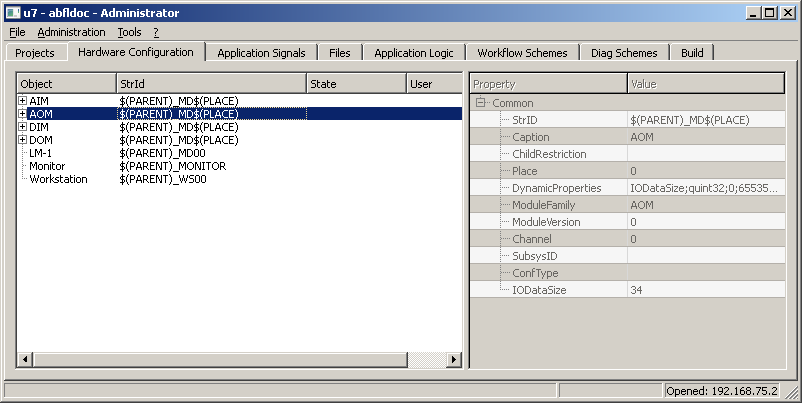 u7 - abfldoc - Administrator
File Administration Tools ?
Projects Hardware Configuration Application Signals Files Application Logic Workflow Schemes Diag Schemes Build
Object StrId State User
AIM $(PARENT)_MD$(PLACE)
AOM $(PARENT)_MD$(PLACE)
DIM $(PARENT)_MD$(PLACE)
DOM $(PARENT)_MD$(PLACE)
LM-1 $(PARENT)_MD00
Monitor $(PARENT)_MONITOR
Workstation $(PARENT)_WS00
Property Value
Common
StrID $(PARENT)_MD$(PLACE)
Caption AOM
ChildRestriction
Place 0
DynamicProperties IODataSize;quint32;0;65535...
ModuleFamily AOM
ModuleVersion 0
Channel 0
SubsysID
ConfType
IODataSize 34
Opened: 192.168.75.2